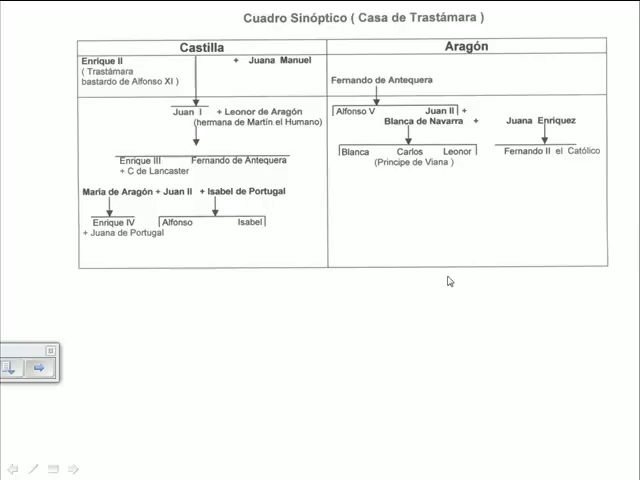 Cuadro Sinóptico ( Casa de Trastámara )
Castilla
Aragón
Enrique II + Juana Manuel
( Trastámara
bastardo de Alfonso XI )
Fernando de Antequera
Juan I + Leonor de Aragón
(hermana de Martín el Humano)
Alfonso V Juan II +
Blanca de Navarra + Juana Enriquez
Blanca Carlos Leonor
(Principe de Viana )
Fernando II el Católico
Enrique III Fernando de Antequera
+ C de Lancaster
María de Aragón + Juan II + Isabel de Portugal
Enrique IV Alfonso Isabel
+ Juana de Portugal